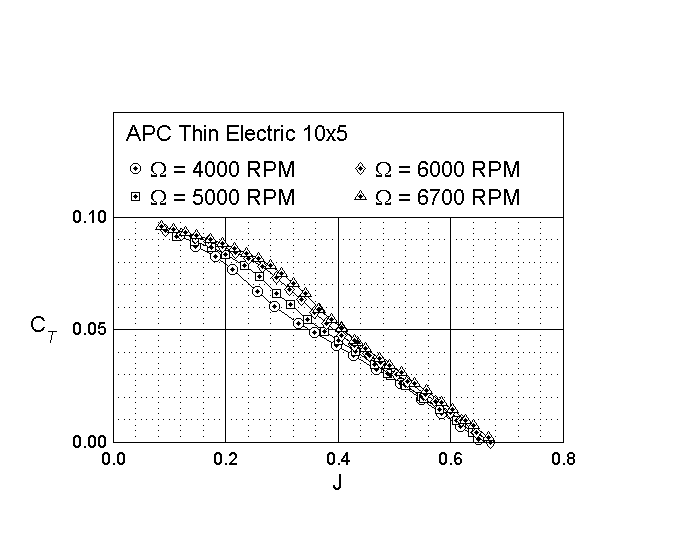 APC Thin Electric 10x5
Ω = 4000 RPM
Ω = 6000 RPM
Ω = 5000 RPM
Ω = 6700 RPM
0.10
C_T
0.05
0.00
0.0
0.2
0.4
0.6
0.8
J